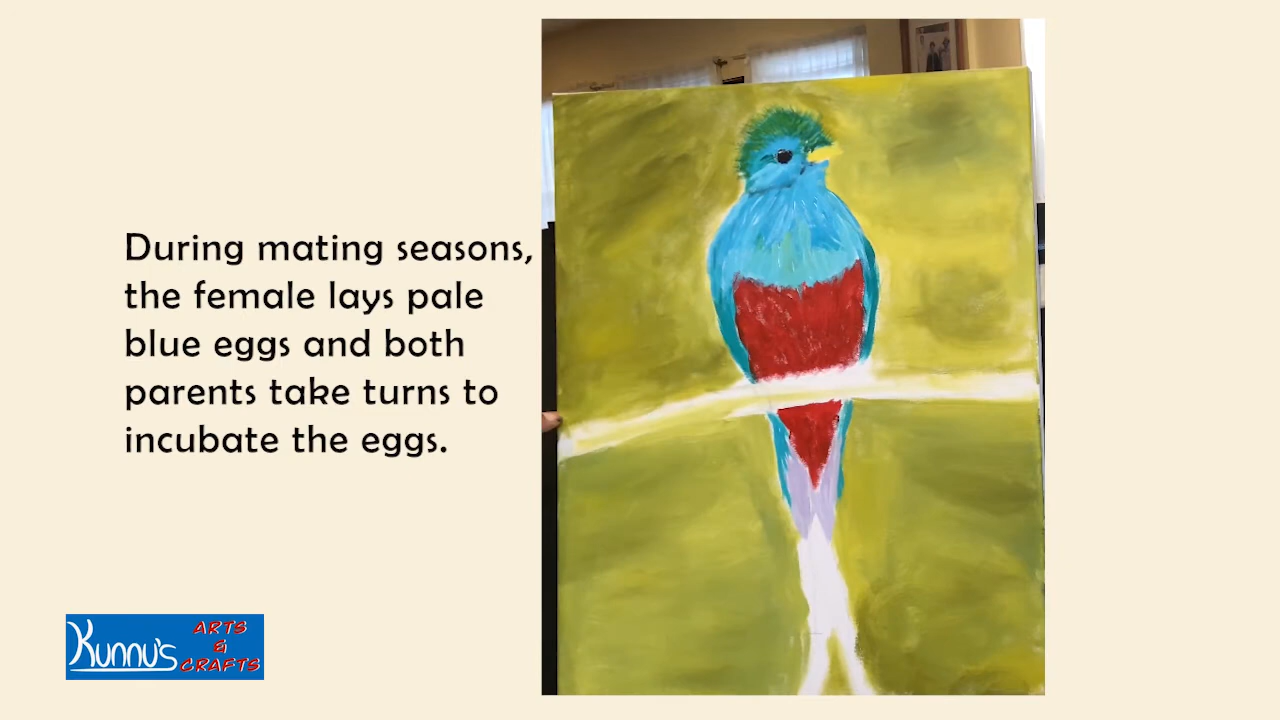 During mating seasons,
the female lays pale
blue eggs and both
parents take turns to
incubate the eggs.
Kunnu's ARTS
&
CRAFTS